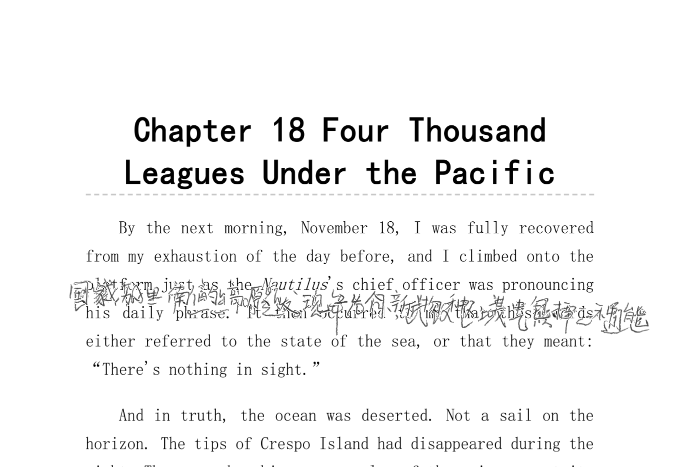 Chapter 18 Four Thousand
Leagues Under the Pacific
By the next morning, November 18, I was fully recovered
from my exhaustion of the day before, and I climbed onto the
platform just as the Nautilus's chief officer was pronouncing
his daily phrase. It then occurred to me that these words
either referred to the state of the sea, or that they meant:
“There's nothing in sight.”
And in truth, the ocean was deserted. Not a sail on the
horizon. The tips of Crespo Island had disappeared during the